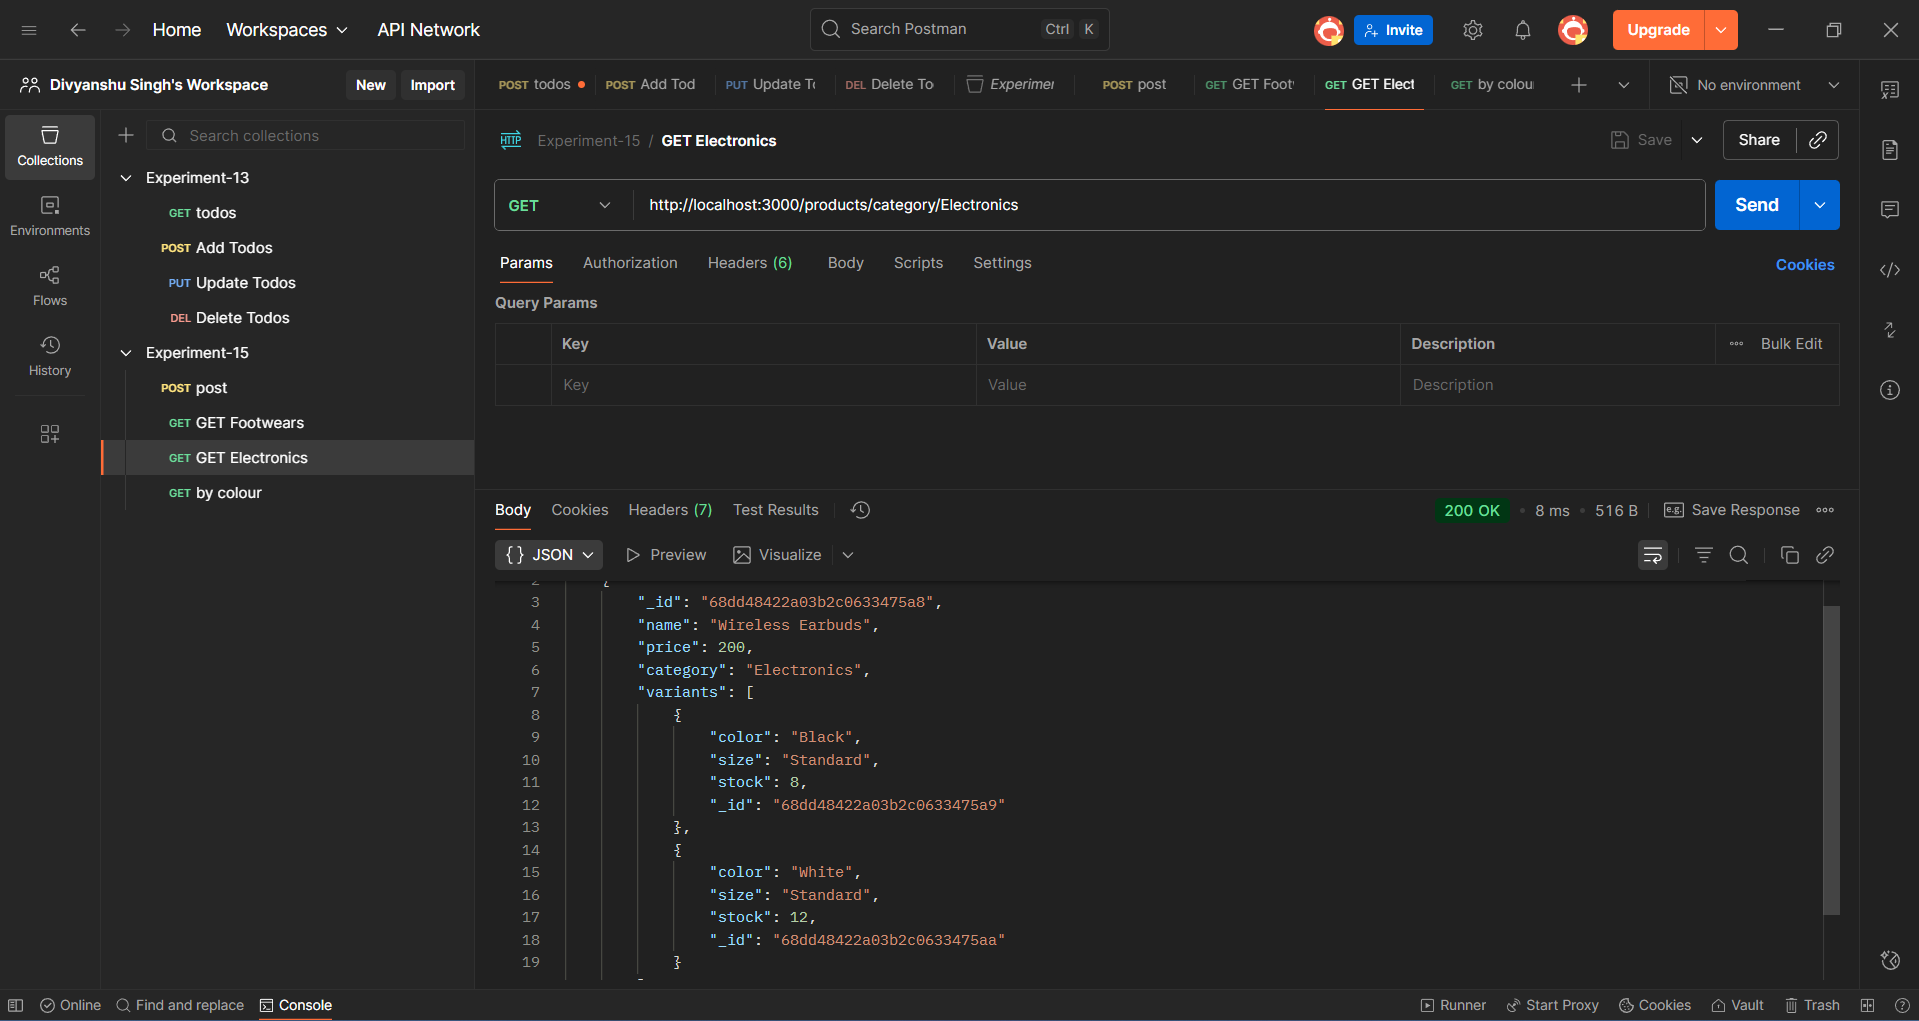 Home Workspaces API Network Search Postman Ctrl K Invite Upgrade
Divyanshu Singh's Workspace New Import
POST todos POST Add Tod PUT Update To DEL Delete To Experimer POST post GET GET Foot GET GET Elect GET by colou No environment
Collections
Environments
Flows
History
Search collections
Experiment-13
GET todos
POST Add Todos
PUT Update Todos
DEL Delete Todos
Experiment-15
POST post
GET GET Footwears
GET GET Electronics
GET by colour
HTTP Experiment-15 / GET Electronics Save Share
GET http://localhost:3000/products/category/Electronics Send
Params Authorization Headers (6) Body Scripts Settings Cookies
Query Params
Key Value Description Bulk Edit
Key Value Description
Body Cookies Headers (7) Test Results 200 OK 8 ms 516 B e.g. Save Response
{} JSON Preview Visualize
2 {
3 "_id": "68dd48422a03b2c0633475a8",
4 "name": "Wireless Earbuds",
5 "price": 200,
6 "category": "Electronics",
7 "variants": [
8 {
9 "color": "Black",
10 "size": "Standard",
11 "stock": 8,
12 "_id": "68dd48422a03b2c0633475a9"
13 },
14 {
15 "color": "White",
16 "size": "Standard",
17 "stock": 12,
18 "_id": "68dd48422a03b2c0633475aa"
19 }
Online Find and replace Console Runner Start Proxy Cookies Vault Trash